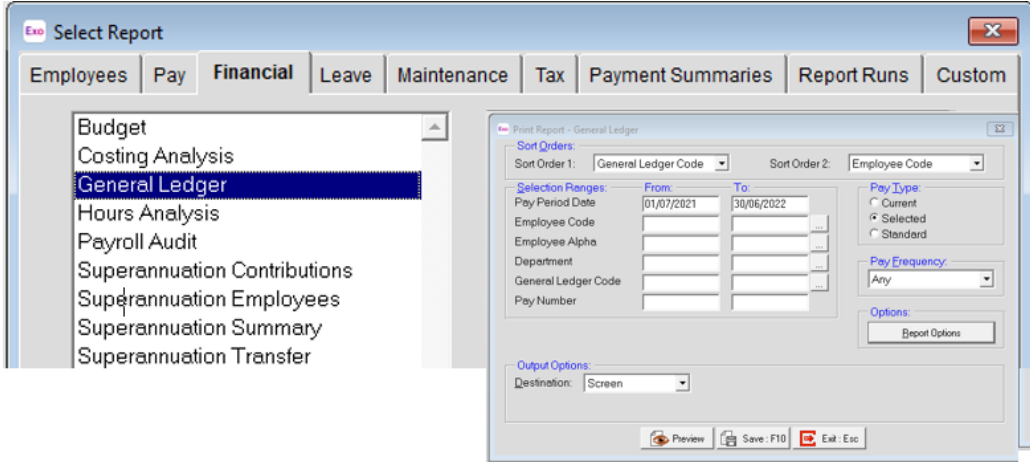 Exo Select Report
Employees Pay Financial Leave Maintenance Tax Payment Summaries Report Runs Custom
Budget
Costing Analysis
General Ledger
Hours Analysis
Payroll Audit
Superannuation Contributions
Superannuation Employees
Superannuation Summary
Superannuation Transfer
Exo Print Report - General Ledger
Sort Orders:
Sort Order 1: General Ledger Code Sort Order 2: Employee Code
Selection Ranges: From: To:
Pay Period Date 01/07/2021 30/06/2022
Employee Code ...
Employee Alpha ...
Department ...
General Ledger Code ...
Pay Number
Pay Type:
Current
Selected
Standard
Pay Frequency:
Any
Options:
Report Options
Output Options:
Destination: Screen
Preview Save : F10 Exit : Esc